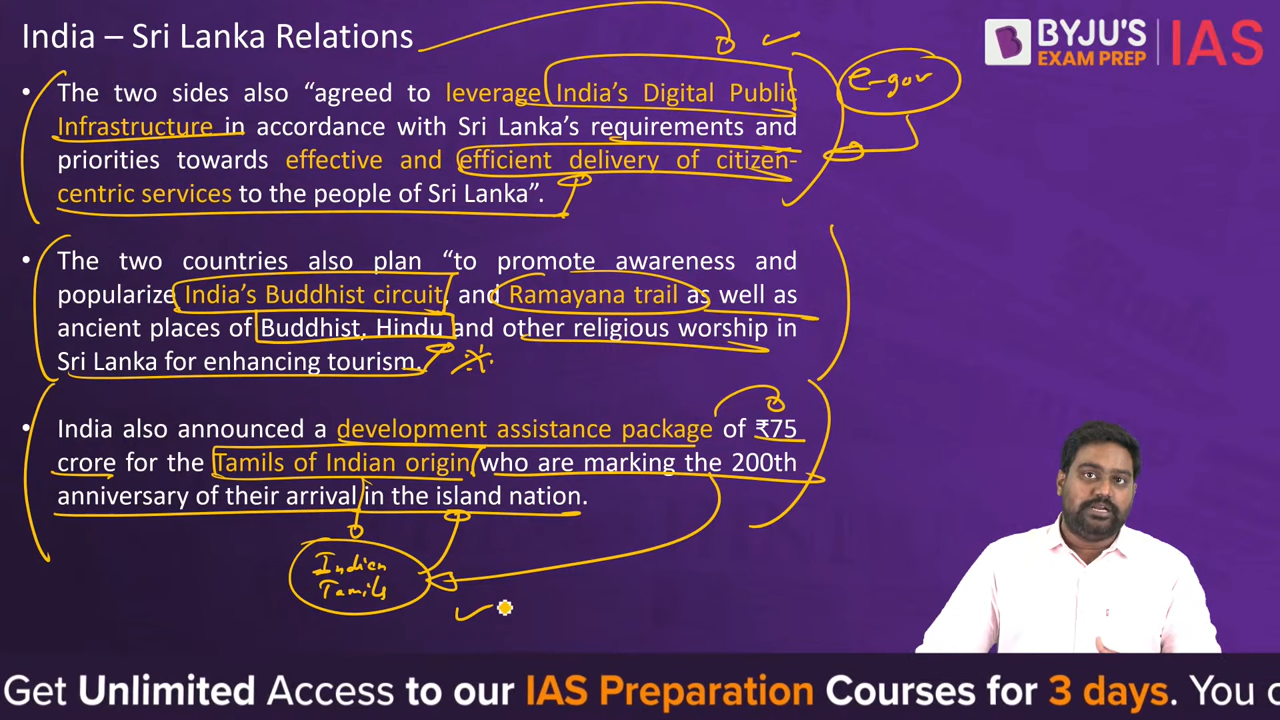 India – Sri Lanka Relations
BYJU'S
EXAM PREP
IAS
e-gov
• The two sides also “agreed to leverage India’s Digital Public
Infrastructure in accordance with Sri Lanka’s requirements and
priorities towards effective and efficient delivery of citizen-
centric services to the people of Sri Lanka”.
• The two countries also plan “to promote awareness and
popularize India’s Buddhist circuit, and Ramayana trail as well as
ancient places of Buddhist, Hindu and other religious worship in
Sri Lanka for enhancing tourism.
• India also announced a development assistance package of ₹75
crore for the Tamils of Indian origin who are marking the 200th
anniversary of their arrival in the island nation.
Indian
Tamils
Get Unlimited Access to our IAS Preparation Courses for 3 days. You c